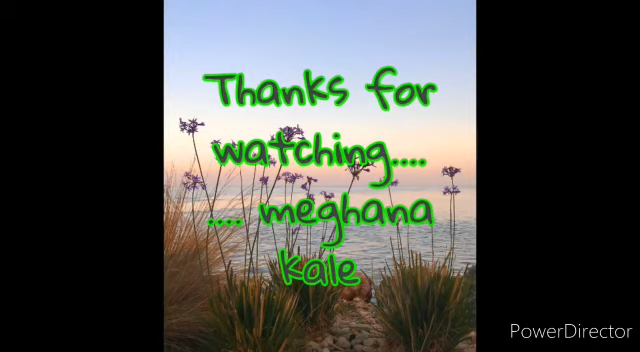 Thanks for
watching....
.... meghana
kale
PowerDirector